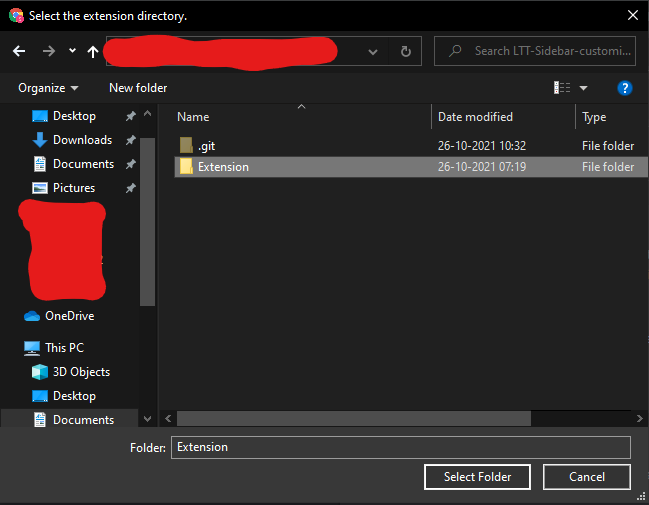 Select the extension directory.
Search LTT-Sidebar-customi...
Organize
New folder
Desktop
Downloads
Documents
Pictures
OneDrive
This PC
3D Objects
Desktop
Documents
Name
Date modified
Type
.git
26-10-2021 10:32
File folder
Extension
26-10-2021 07:19
File folder
Folder:
Extension
Select Folder
Cancel